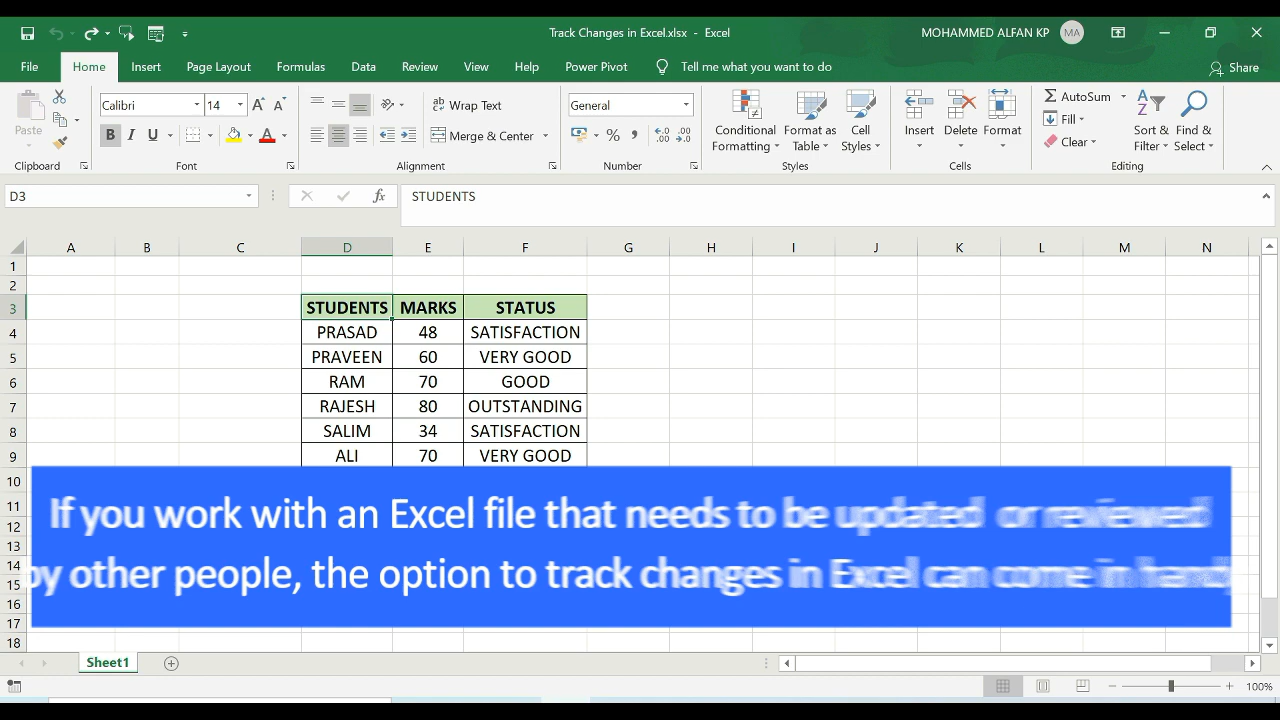 Track Changes in Excel.xlsx - Excel
MOHAMMED ALFAN KP
MA
File Home Insert Page Layout Formulas Data Review View Help Power Pivot Tell me what you want to do Share
Paste
Calibri 14
B I U
Wrap Text
Merge & Center
General
% ,
Conditional Formatting
Format as Table
Cell Styles
Insert Delete Format
AutoSum
Fill
Clear
Sort & Filter
Find & Select
Clipboard Font Alignment Number Styles Cells Editing
D3 fx STUDENTS
A B C D E F G H I J K L M N
1
2
3 STUDENTS MARKS STATUS
4 PRASAD 48 SATISFACTION
5 PRAVEEN 60 VERY GOOD
6 RAM 70 GOOD
7 RAJESH 80 OUTSTANDING
8 SALIM 34 SATISFACTION
9 ALI 70 VERY GOOD
10
11
12
13
14
15
16
17
18
If you work with an Excel file that needs to be updated or reviewed
by other people, the option to track changes in Excel can come in handy
Sheet1
100%